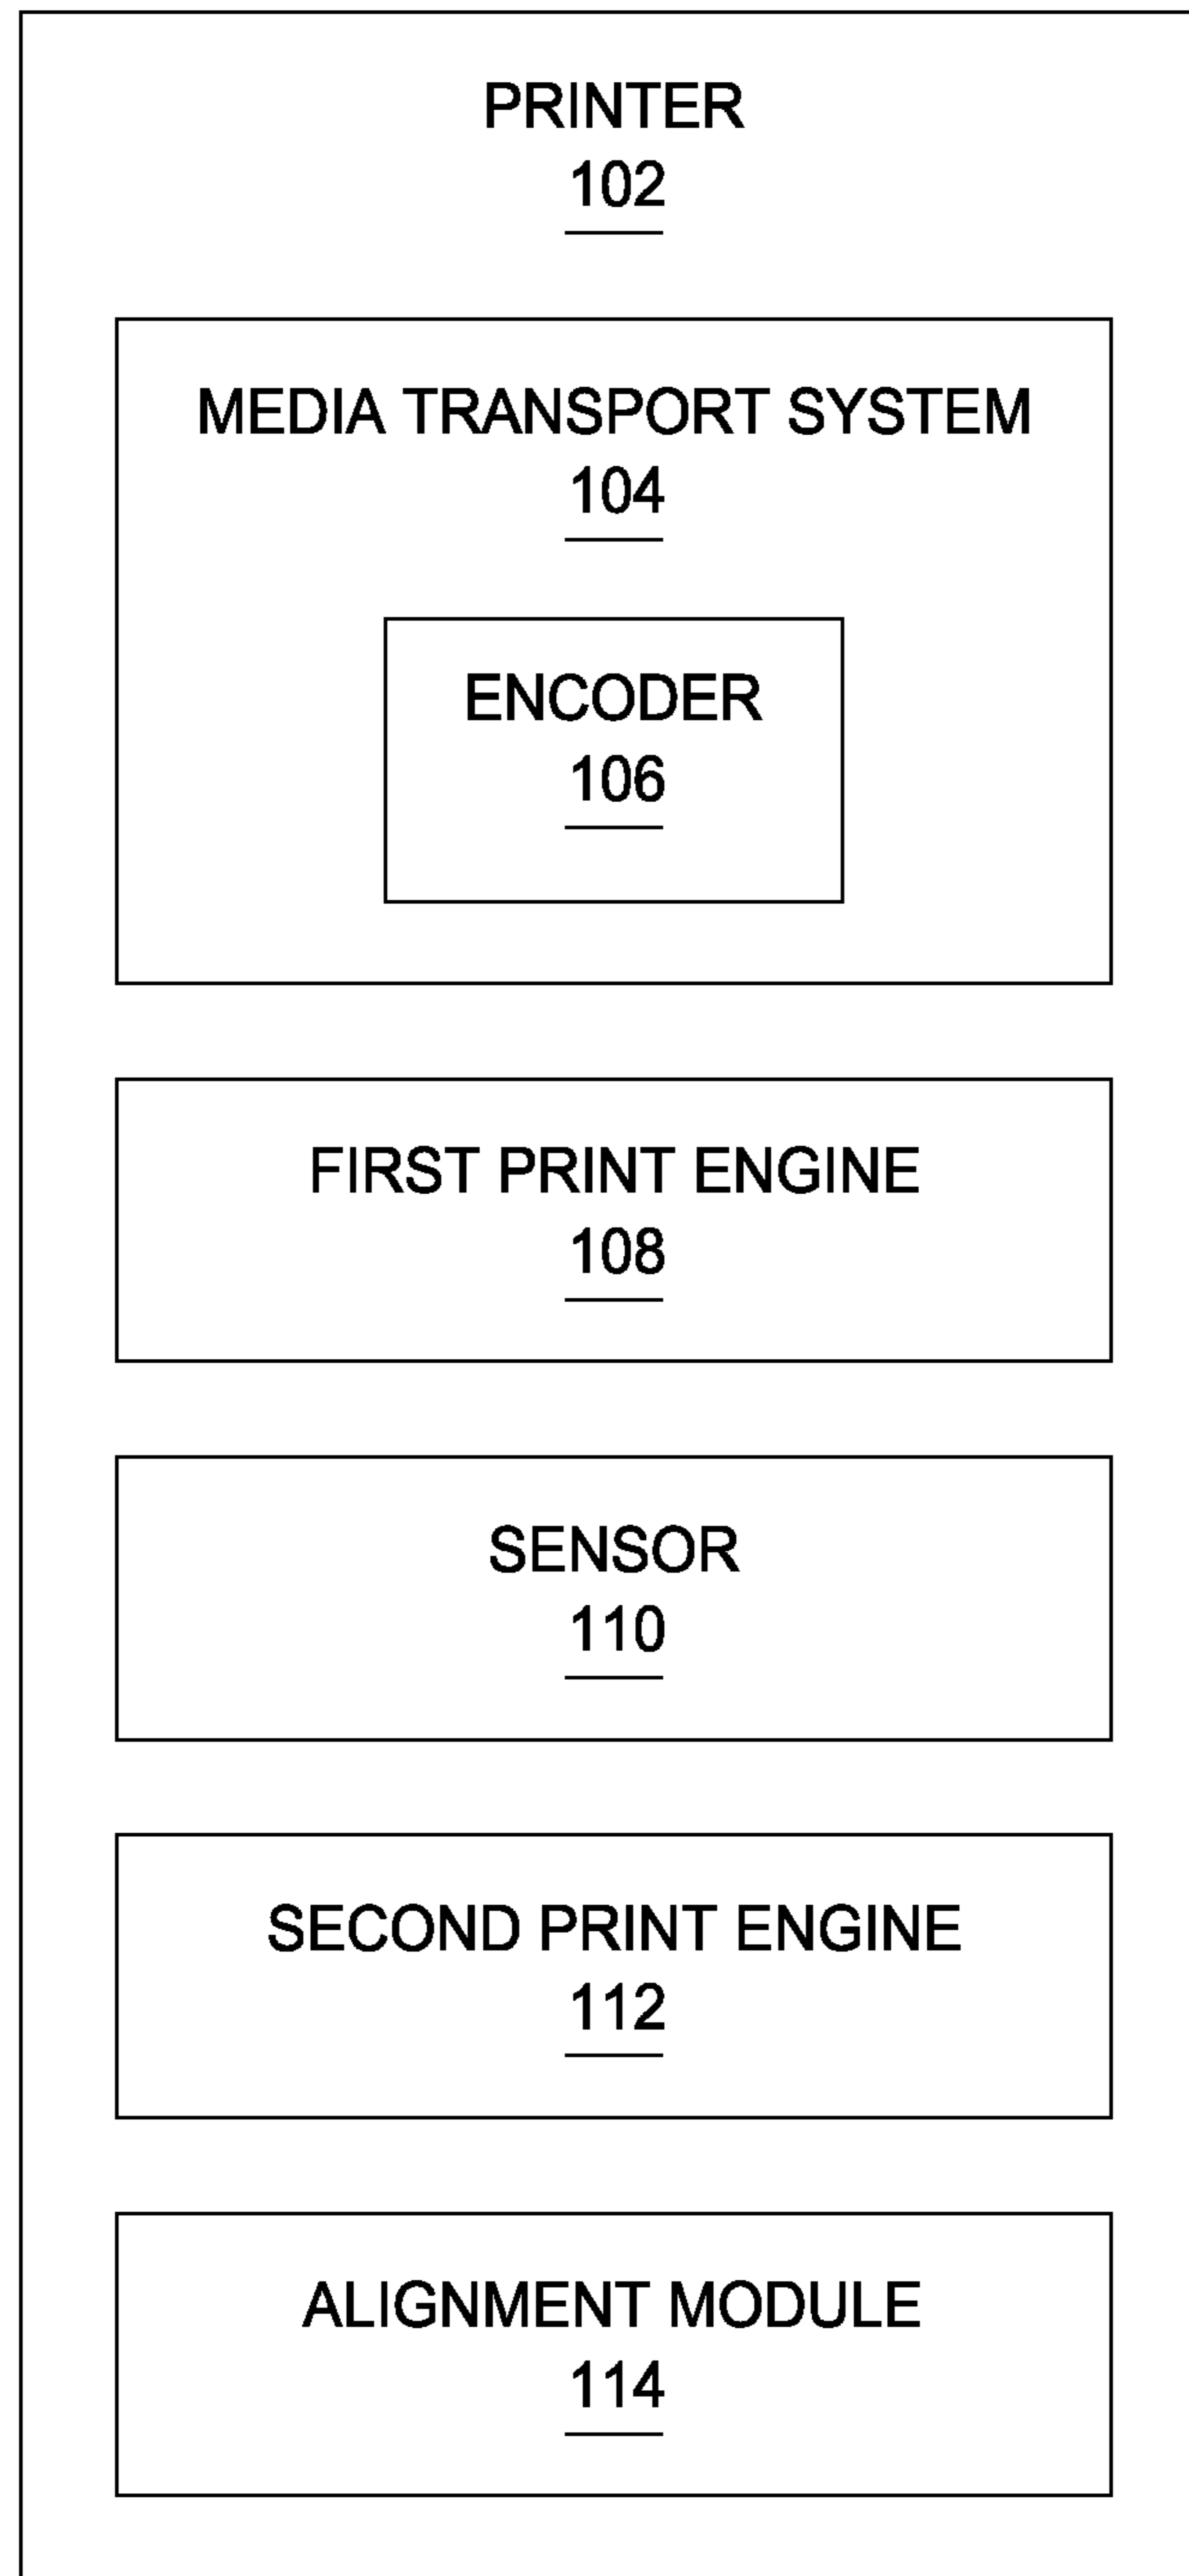 PRINTER
102
MEDIA TRANSPORT SYSTEM
104
ENCODER
106
FIRST PRINT ENGINE
108
SENSOR
110
SECOND PRINT ENGINE
112
ALIGNMENT MODULE
114